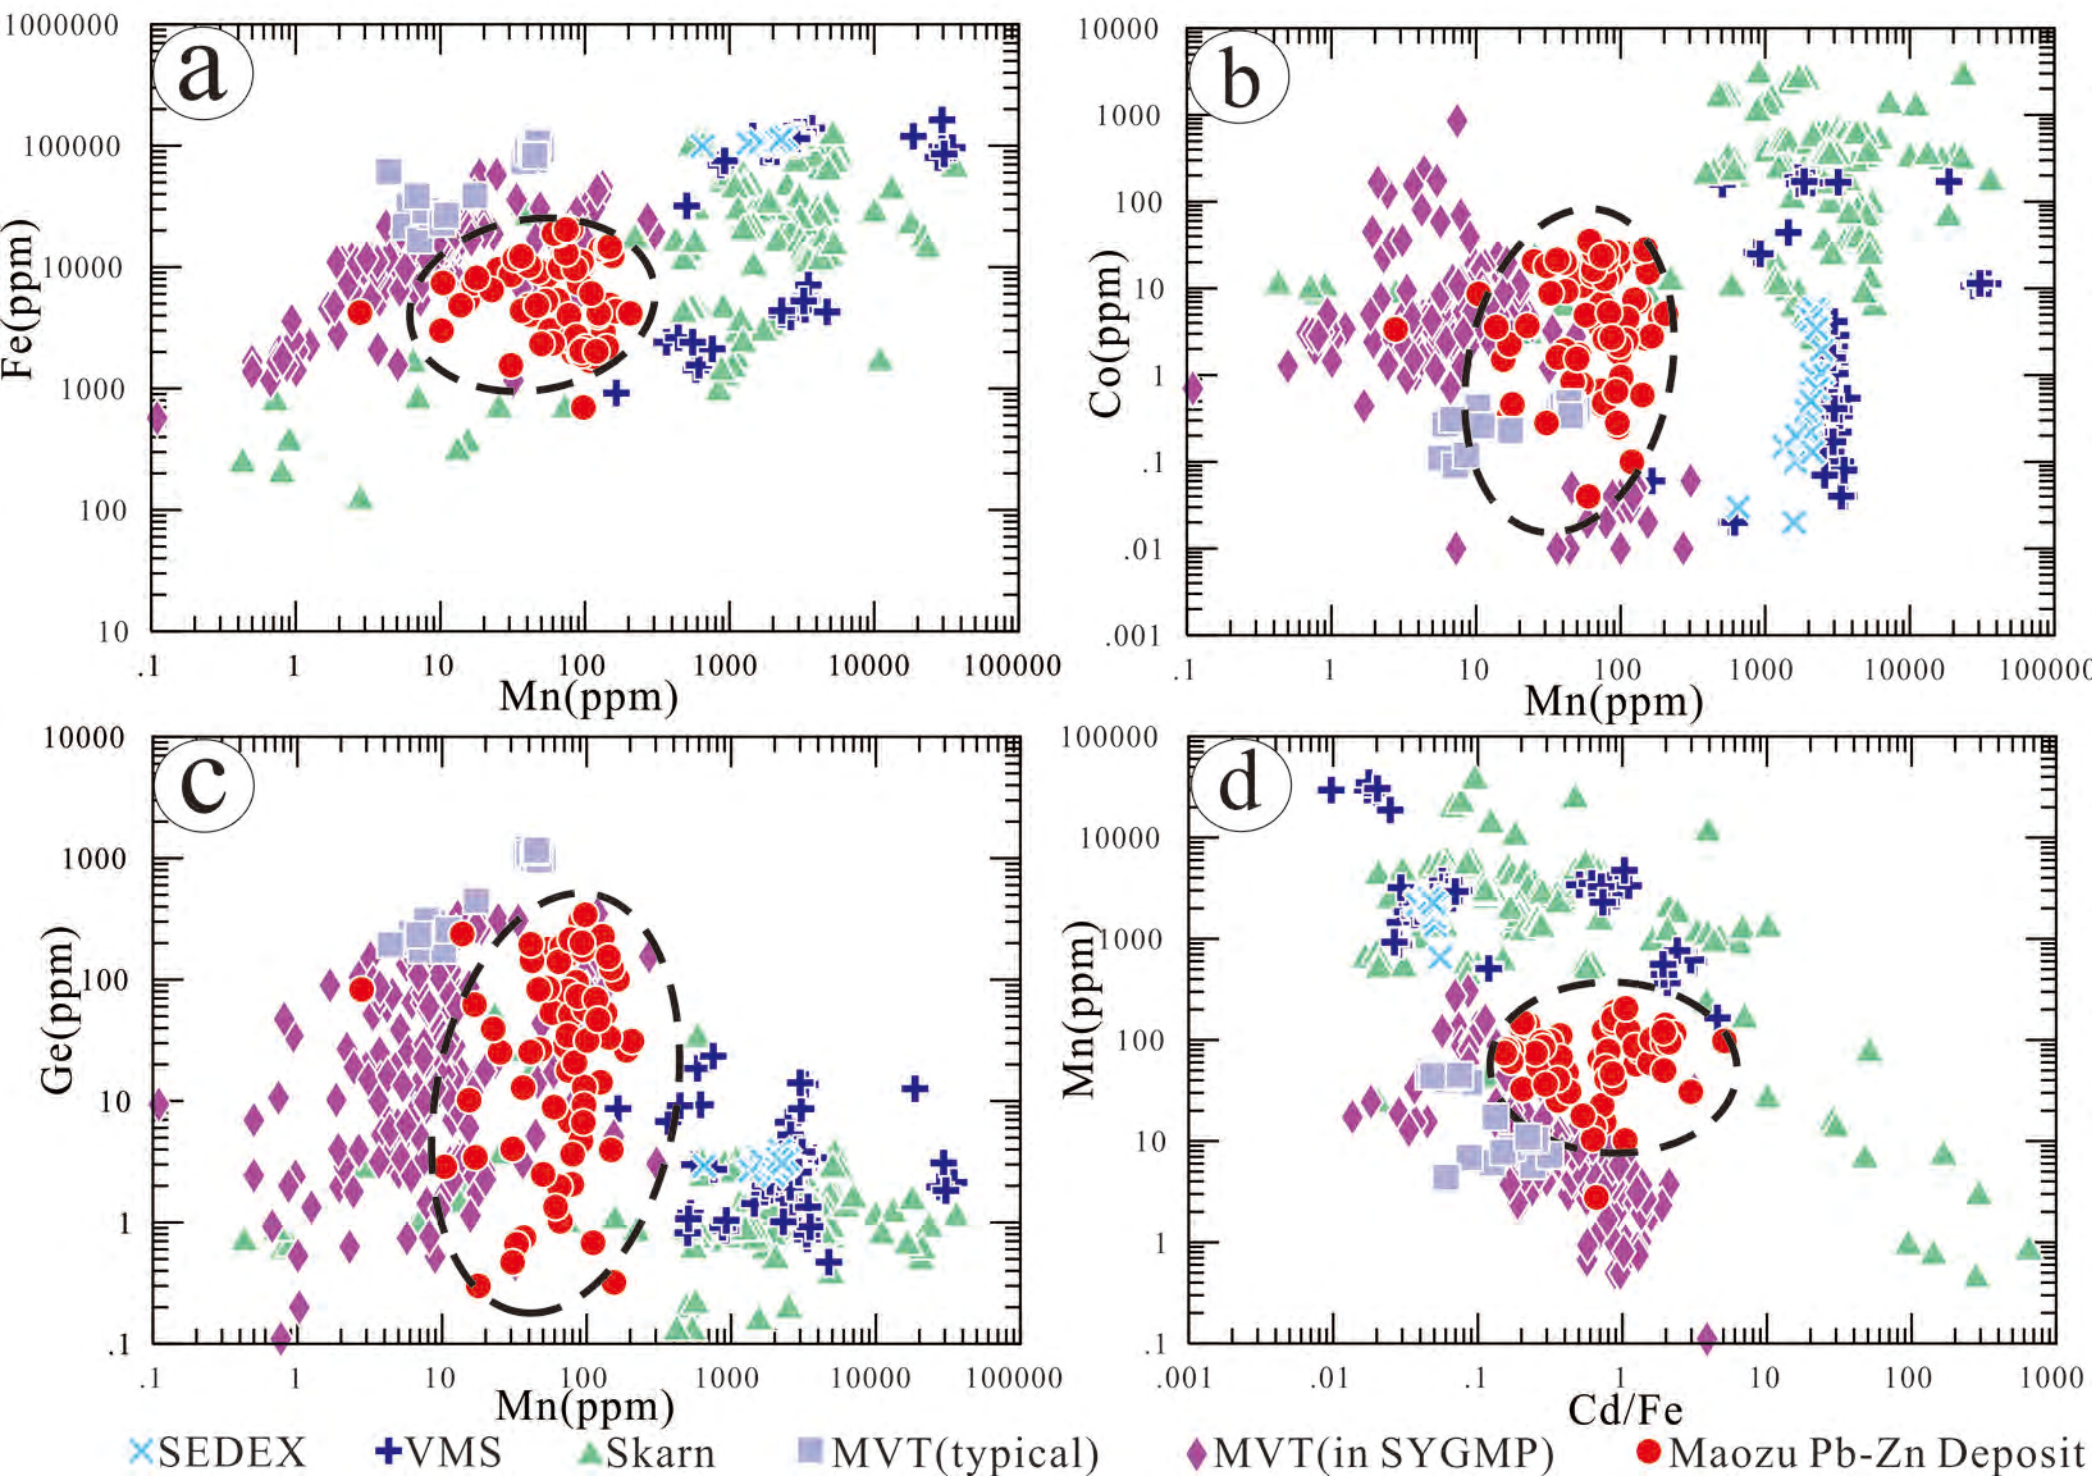 a
1000000
100000
10000
1000
100
10
Fe(ppm)
.1 1 10 100 1000 10000 100000
Mn(ppm)
b
10000
1000
100
10
1
.1
.01
.001
Co(ppm)
.1 1 10 100 1000 10000 100000
Mn(ppm)
c
10000
1000
100
10
1
.1
Ge(ppm)
.1 1 10 100 1000 10000 100000
Mn(ppm)
d
100000
10000
1000
100
10
1
.1
Mn(ppm)
.001 .01 .1 1 10 100 1000
Cd/Fe
SEDEX VMS Skarn MVT(typical) MVT(in SYGMP) Maozu Pb-Zn Deposit